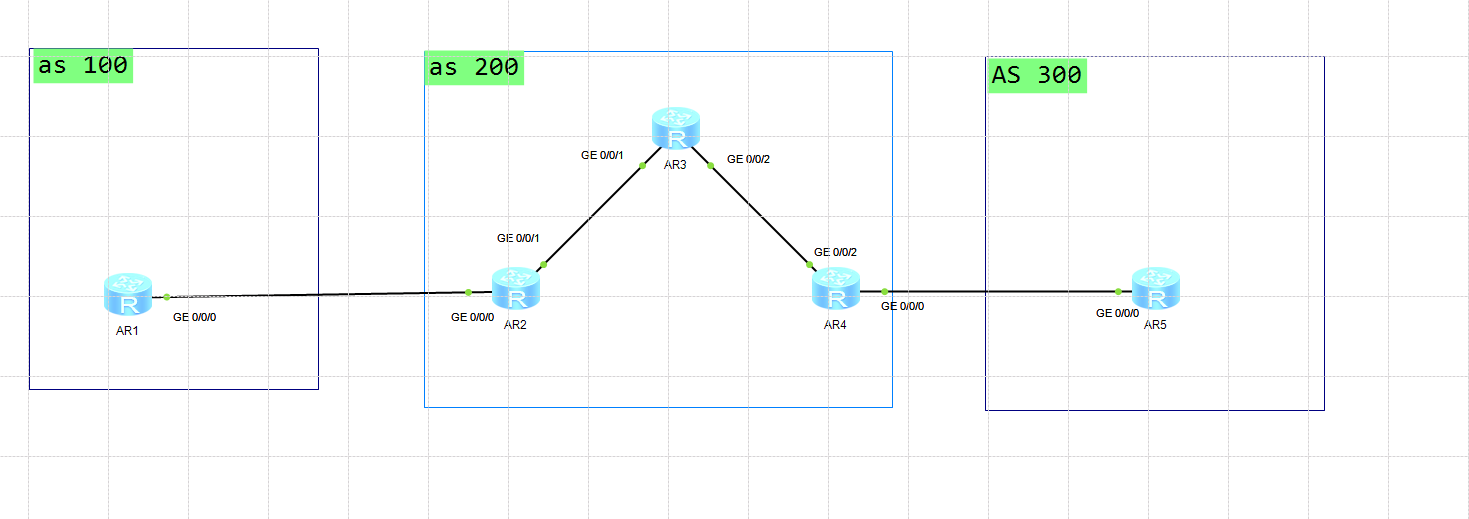 as 100
as 200
AS 300
R
AR3
GE 0/0/1
GE 0/0/2
GE 0/0/1
GE 0/0/2
R
AR1
GE 0/0/0
R
AR2
GE 0/0/0
R
AR4
GE 0/0/0
R
AR5
GE 0/0/0